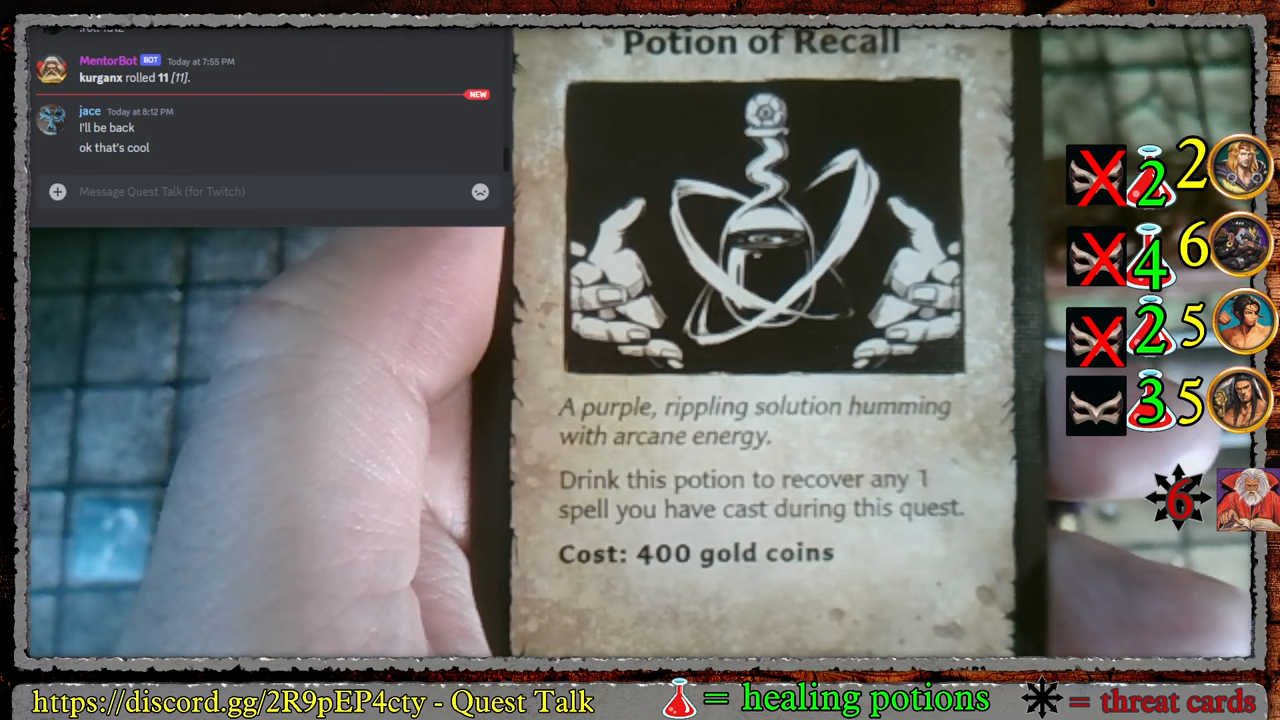 MentorBot BOT Today at 7:55 PM
kurganx rolled 11 [11].
NEW
jace Today at 8:12 PM
I'll be back
ok that's cool
Message Quest Talk (for Twitch)
Potion of Recall
A purple, rippling solution humming
with arcane energy.
Drink this potion to recover any 1
spell you have cast during this quest.
Cost: 400 gold coins
2 2
4 6
2 5
3 5
6
https://discord.gg/2R9pEP4cty - Quest Talk
= healing potions
= threat cards